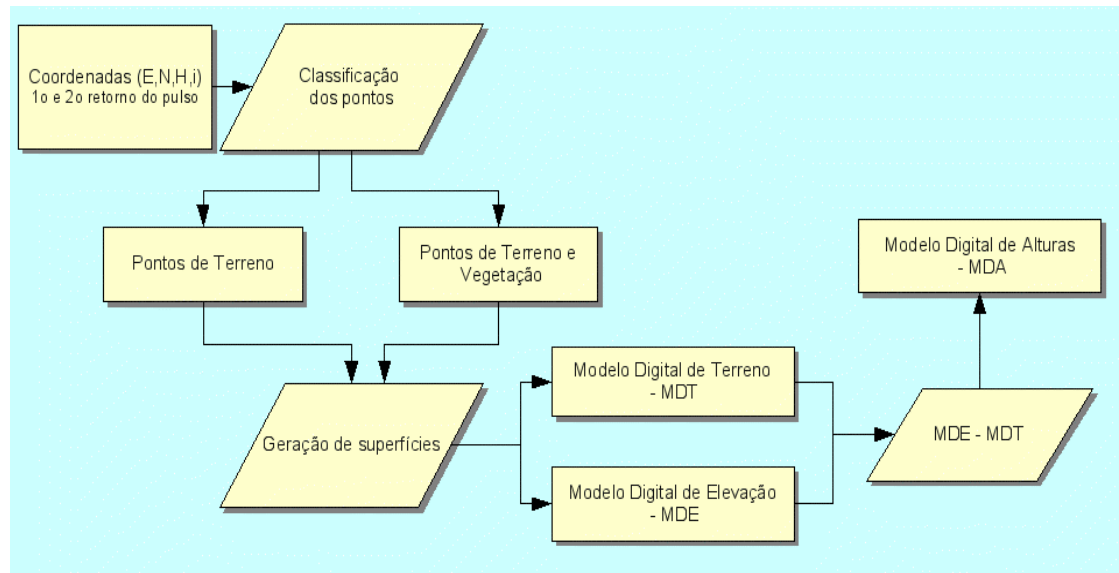 Coordenadas (E,N,H,i)
1o e 2o retorno do pulso
Classificação
dos pontos
Pontos de Terreno
Pontos de Terreno e
Vegetação
Modelo Digital de Alturas
- MDA
Geração de superfícies
Modelo Digital de Terreno
- MDT
Modelo Digital de Elevação
- MDE
MDE - MDT